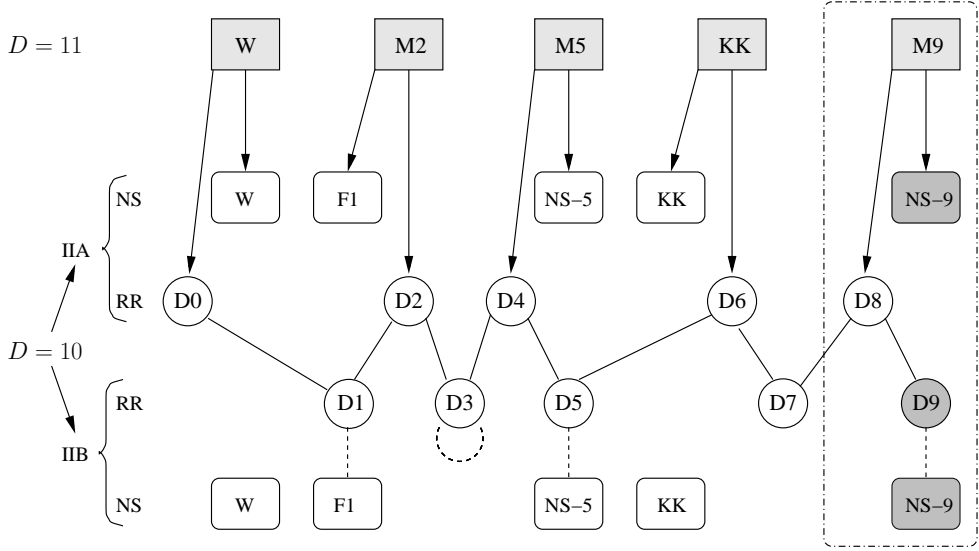 D = 11
W M2 M5 KK M9
NS W F1 NS–5 KK NS–9
IIA
RR D0 D2 D4 D6 D8
D = 10
RR D1 D3 D5 D7 D9
IIB
NS W F1 NS–5 KK NS–9